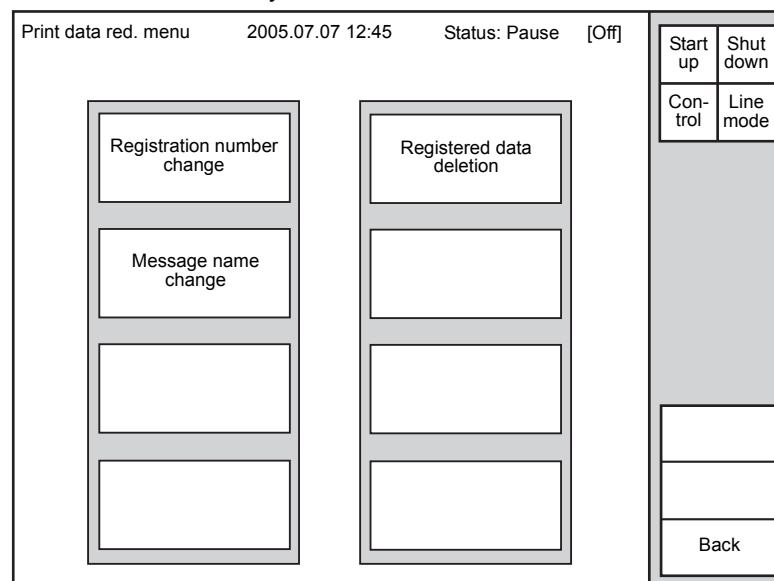 Print data red. menu 2005.07.07 12:45 Status: Pause [Off]
Start
up
Shut
down
Con-
trol
Line
mode
Registration number
change
Registered data
deletion
Message name
change
Back